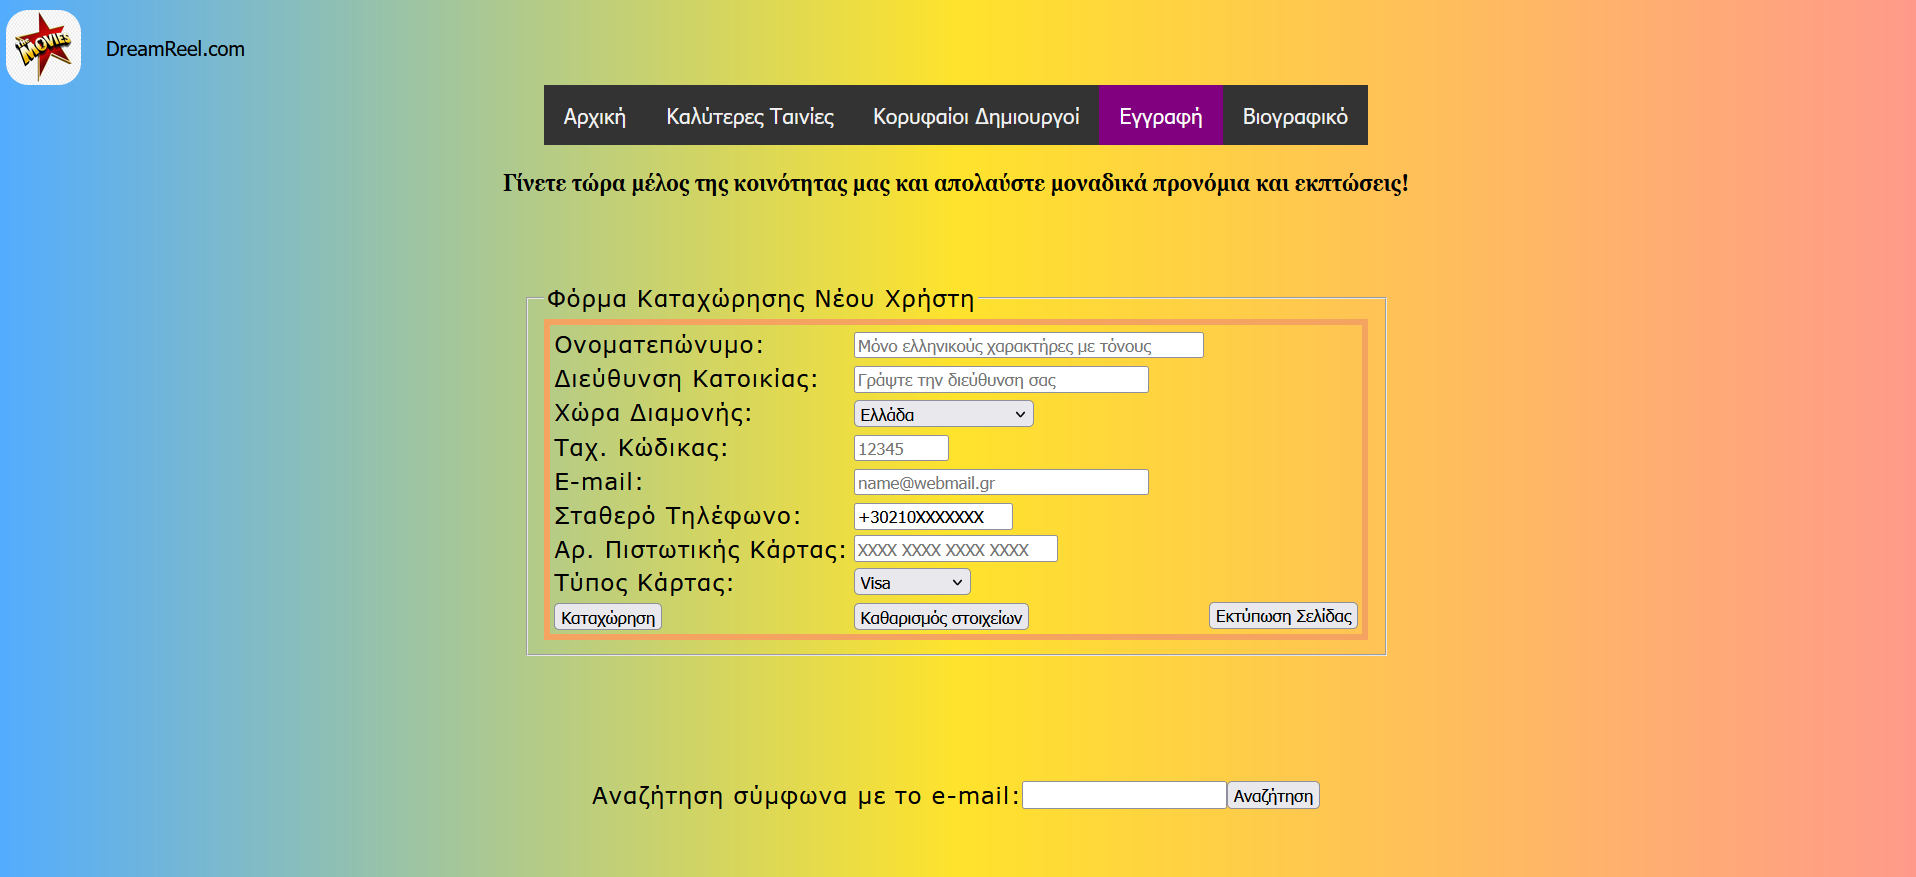 THE MOVIES
DreamReel.com
Αρχική Καλύτερες Ταινίες Κορυφαίοι Δημιουργοί Εγγραφή Βιογραφικό
Γίνετε τώρα μέλος της κοινότητας μας και απολαύστε μοναδικά προνόμια και εκπτώσεις!
Φόρμα Καταχώρησης Νέου Χρήστη
Ονοματεπώνυμο: Μόνο ελληνικούς χαρακτήρες με τόνους
Διεύθυνση Κατοικίας: Γράψτε την διεύθυνση σας
Χώρα Διαμονής: Ελλάδα
Ταχ. Κώδικας: 12345
E-mail: name@webmail.gr
Σταθερό Τηλέφωνο: +30210XXXXXXX
Αρ. Πιστωτικής Κάρτας: XXXX XXXX XXXX XXXX
Τύπος Κάρτας: Visa
Καταχώρηση Καθαρισμός στοιχείων Εκτύπωση Σελίδας
Αναζήτηση σύμφωνα με το e-mail: Αναζήτηση